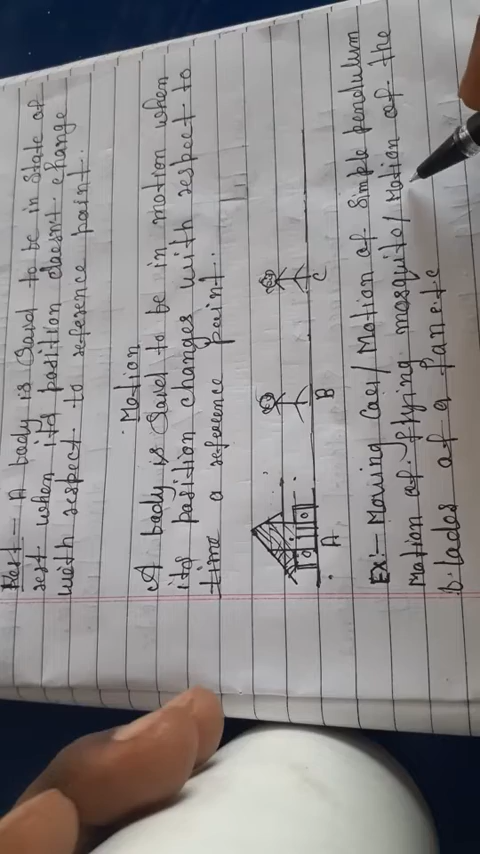 Rest - A body is Said to be in State of
rest when its position doesn't change
with respect to reference point.
Motion
A body is Said to be in motion when
its position changes with respect to
time a reference point.
A B C
Ex:- Moving Car/Motion of Simple pendulum
Motion of flying mosquito/Motion of the
blades of a fan etc